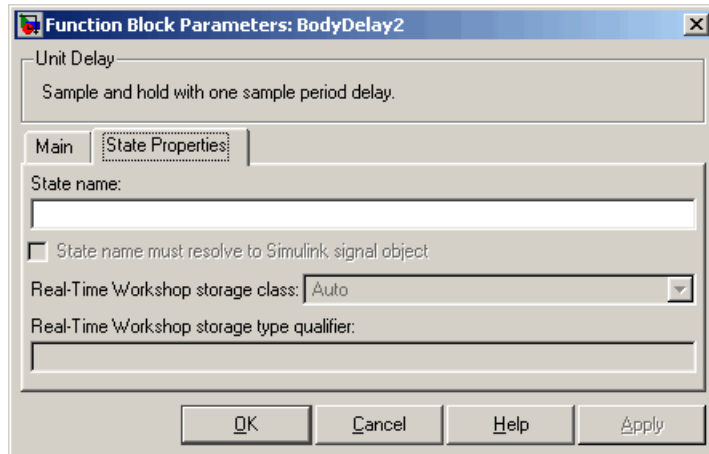 Function Block Parameters: BodyDelay2
Unit Delay
Sample and hold with one sample period delay.
Main State Properties
State name:
State name must resolve to Simulink signal object
Real-Time Workshop storage class: Auto
Real-Time Workshop storage type qualifier:
OK Cancel Help Apply